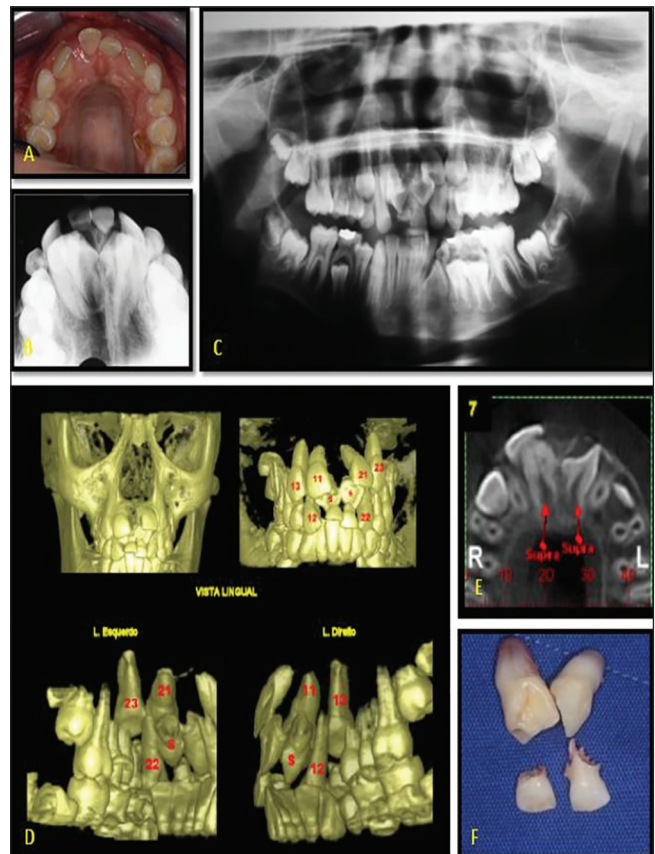 A
B
C
13
11
S
S
21
23
12
22
VISTA LINGUAL
L. Esquerdo
L. Direito
23
21
S
22
11
13
S
12
D
7
Supra
Supra
R
L
10
20
30
40
E
F